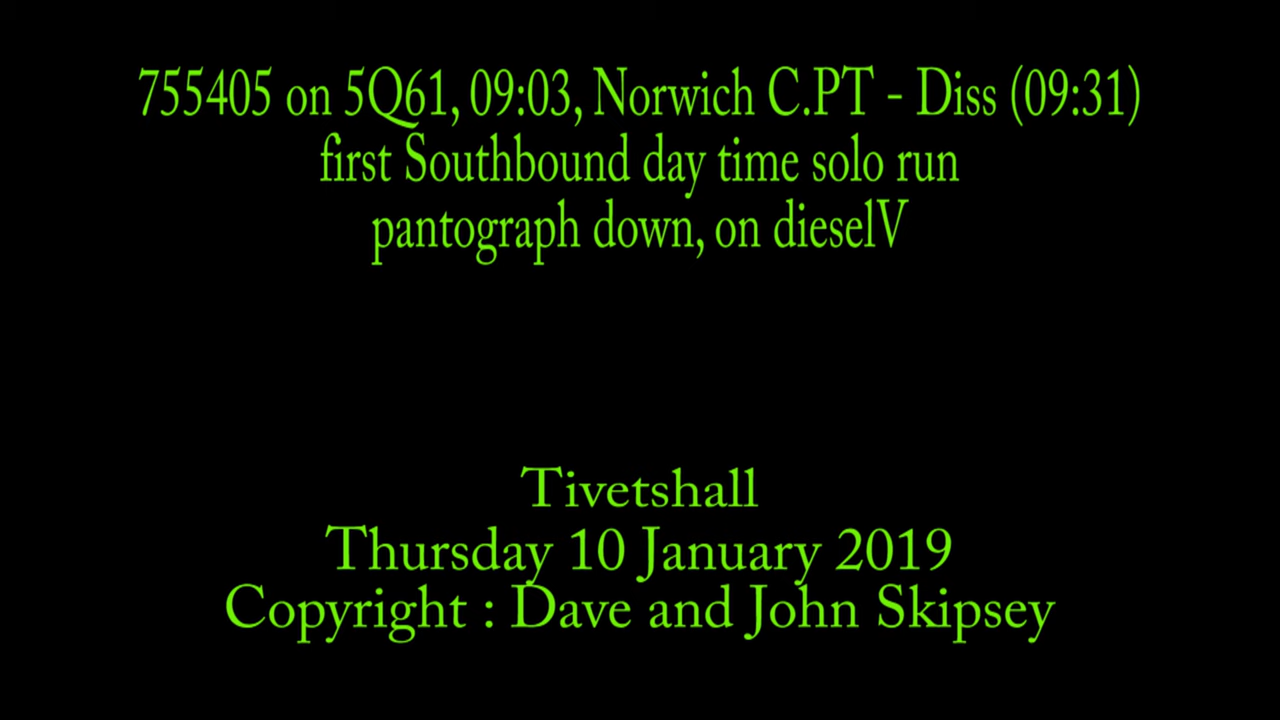 755405 on 5Q61, 09:03, Norwich C.PT - Diss (09:31)
first Southbound day time solo run
pantograph down, on dieselV
Tivetshall
Thursday 10 January 2019
Copyright : Dave and John Skipsey